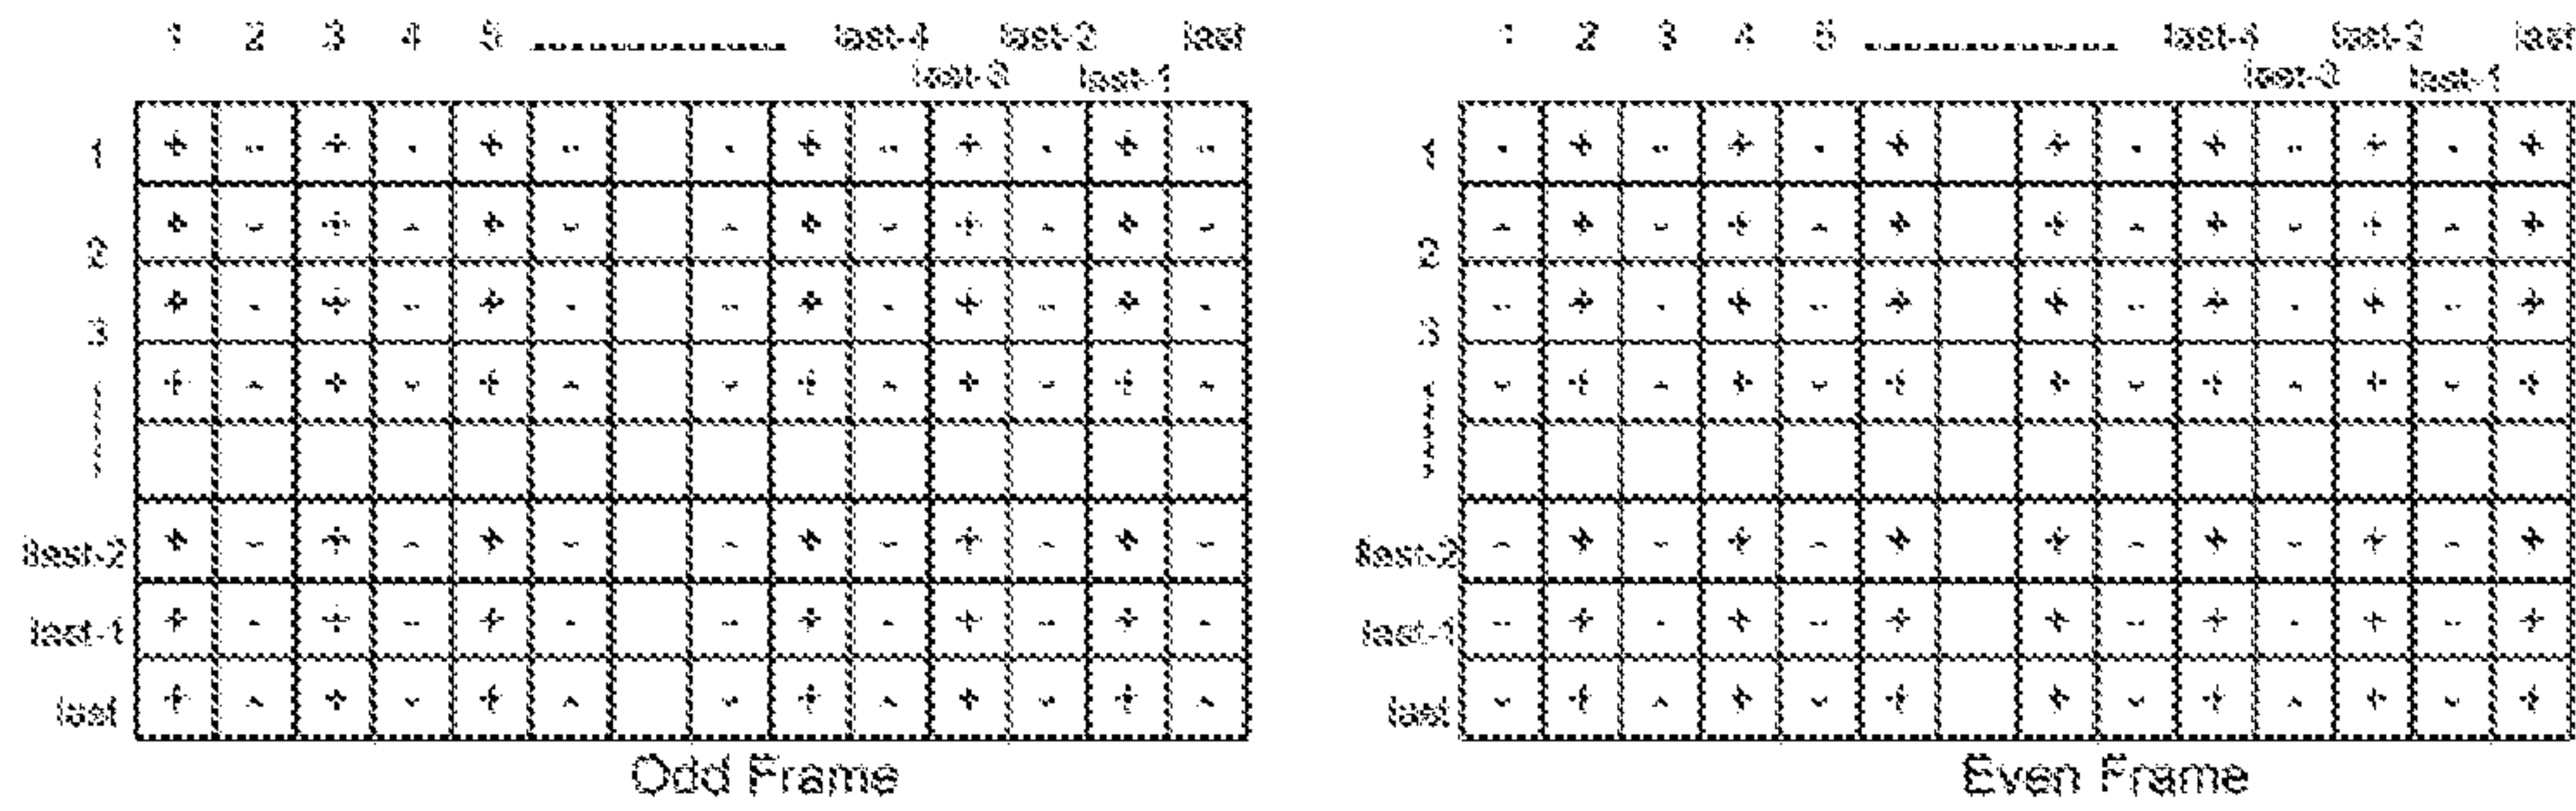 1 2 3 4 5 ................ last-4 last-2 last 1 2 3 4 5 ................ last-4 last-2 last
last-3 last-1 last-3 last-1
1 + - + - + - - + - + - + - 1 - + - + - + + - + - + - +
2 + - + - + - - + - + - + - 2 - + - + - + + - + - + - +
3 + - + - + - - + - + - + - 3 - + - + - + + - + - + - +
+ - + - + - - + - + - + - - + - + - + + - + - + - +
last-2 + - + - + - - + - + - + - last-2 - + - + - + + - + - + - +
last-1 + - + - + - - + - + - + - last-1 - + - + - + + - + - + - +
last + - + - + - - + - + - + - last - + - + - + + - + - + - +
Odd Frame Even Frame